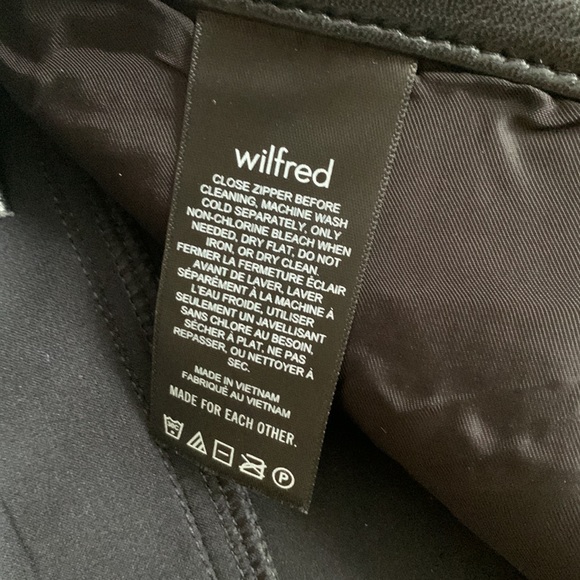 wilfred
CLOSE ZIPPER BEFORE
CLEANING, MACHINE WASH
COLD SEPARATELY, ONLY
NON-CHLORINE BLEACH WHEN
NEEDED, DRY FLAT, DO NOT
IRON, OR DRY CLEAN.
FERMER LA FERMETURE ÉCLAIR
AVANT DE LAVER, LAVER
SÉPARÉMENT À LA MACHINE À
L'EAU FROIDE, UTILISER
SEULEMENT UN JAVELLISANT
SANS CHLORE AU BESOIN,
SÉCHER À PLAT, NE PAS
REPASSER, OU NETTOYER À
SEC.
MADE IN VIETNAM
FABRIQUÉ AU VIETNAM
MADE FOR EACH OTHER.
30C P